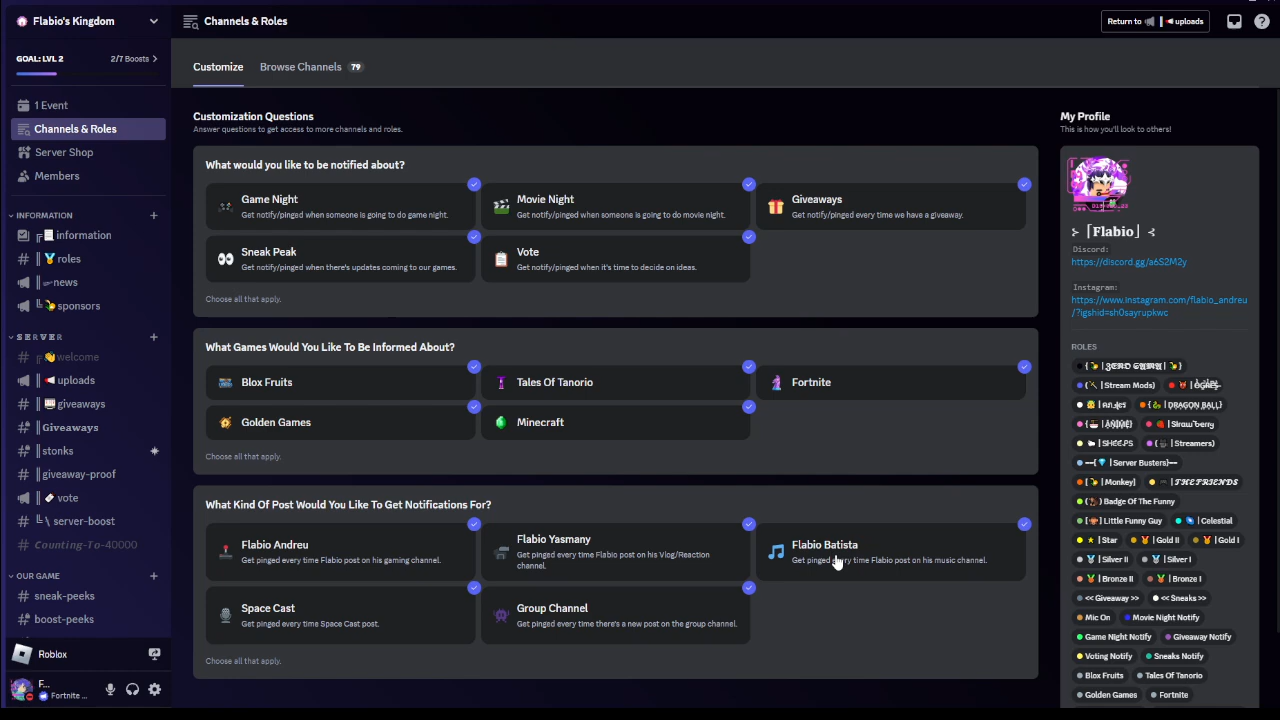 Flabio's Kingdom
GOAL: LVL 2
2/7 Boosts
1 Event
Channels & Roles
Server Shop
Members
INFORMATION
information
roles
news
sponsors
SERVER
welcome
uploads
giveaways
Giveaways
stonks
giveaway-proof
vote
server-boost
Counting-To-40000
OUR GAME
sneak-peeks
boost-peeks
Roblox
F...
Fortnite ...
Channels & Roles
Return to uploads
Customize
Browse Channels 79
Customization Questions
Answer questions to get access to more channels and roles.
What would you like to be notified about?
Game Night
Get notify/pinged when someone is going to do game night.
Movie Night
Get notify/pinged when someone is going to do movie night.
Giveaways
Get notify/pinged every time we have a giveaway.
Sneak Peak
Get notify/pinged when there's updates coming to our games.
Vote
Get notify/pinged when it's time to decide on ideas.
Choose all that apply.
What Games Would You Like To Be Informed About?
Blox Fruits
Tales Of Tanorio
Fortnite
Golden Games
Minecraft
Choose all that apply.
What Kind Of Post Would You Like To Get Notifications For?
Flabio Andreu
Get pinged every time Flabio post on his gaming channel.
Flabio Yasmany
Get pinged every time Flabio post on his Vlog/Reaction
channel.
Flabio Batista
Get pinged every time Flabio post on his music channel.
Space Cast
Get pinged every time Space Cast post.
Group Channel
Get pinged every time there's a new post on the group channel.
Choose all that apply.
My Profile
This is how you'll look to others!
⌈Flabio⌋
Discord:
https://discord.gg/a6S2M2y
Instagram:
https://www.instagram.com/flabio_andreu
/?igshid=sh0sayrupkwc
ROLES
| Stream Mods)
| DRAGON BALL}
| ANIME}
| Strawberry
| SHEEPS
| Streamers)
--{ | Server Busters}--
| Monkey]
| THE FRIENDS
Badge Of The Funny
| Little Funny Guy
| Celestial
| Star
| Gold II
| Gold I
| Silver II
| Silver I
| Bronze II
| Bronze I
<< Giveaway >>
<< Sneaks >>
Mic On
Movie Night Notify
Game Night Notify
Giveaway Notify
Voting Notify
Sneaks Notify
Blox Fruits
Tales Of Tanorio
Golden Games
Fortnite